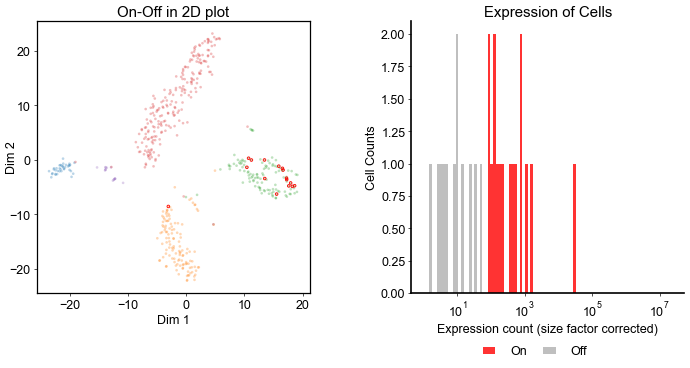 On-Off in 2D plot
20
10
0
−10
−20
Dim 2
−20 −10 0 10 20
Dim 1
Expression of Cells
2.00
1.75
1.50
1.25
1.00
0.75
0.50
0.25
0.00
Cell Counts
10^1 10^3 10^5 10^7
Expression count (size factor corrected)
On Off